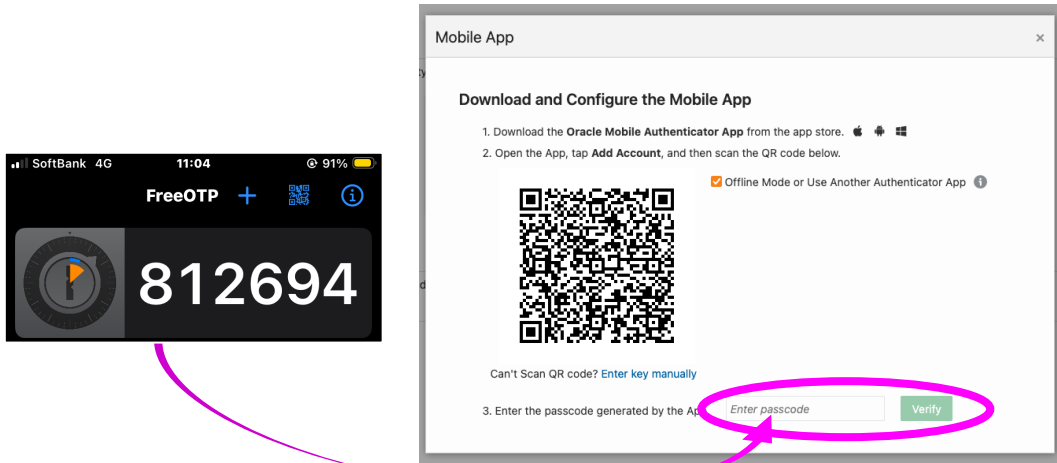 SoftBank 4G 11:04 91%
FreeOTP
812694
Mobile App
Download and Configure the Mobile App
1. Download the Oracle Mobile Authenticator App from the app store.
2. Open the App, tap Add Account, and then scan the QR code below.
Offline Mode or Use Another Authenticator App
Can't Scan QR code? Enter key manually
3. Enter the passcode generated by the Ap
Enter passcode
Verify